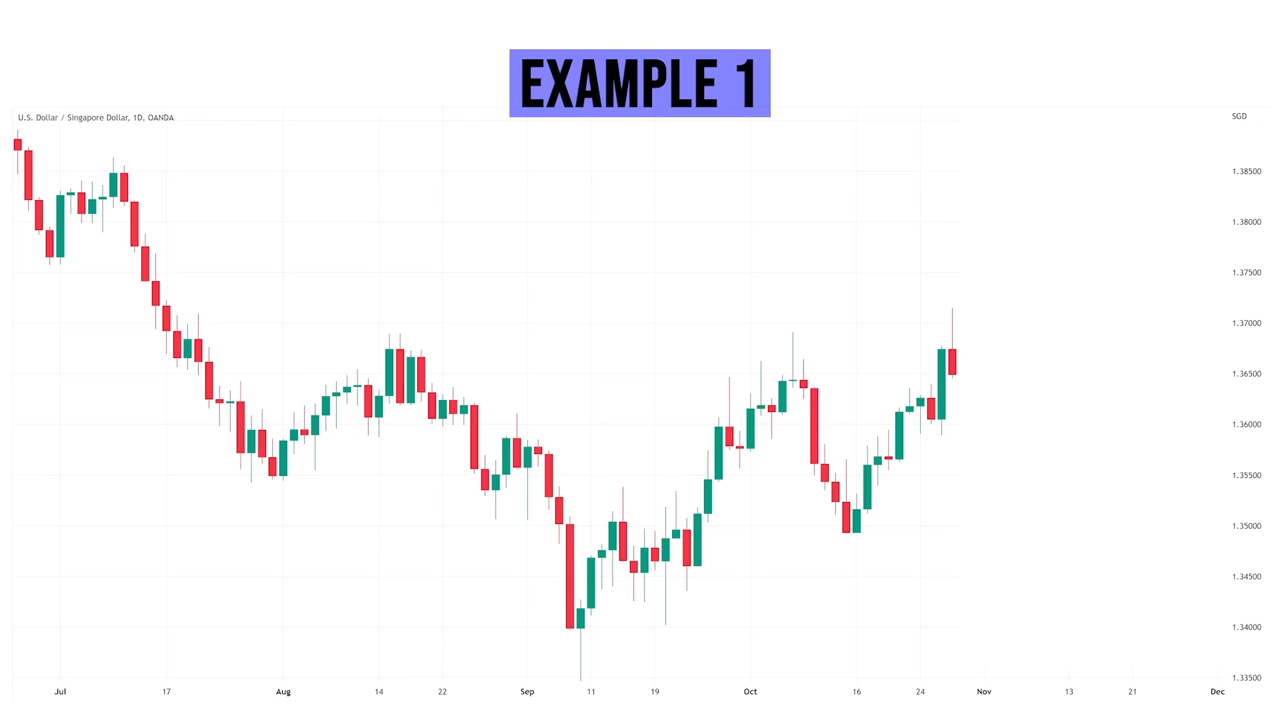 EXAMPLE 1
U.S. Dollar / Singapore Dollar, 1D, OANDA
SGD
1.38500
1.38000
1.37500
1.37000
1.36500
1.36000
1.35500
1.35000
1.34500
1.34000
1.33500
Jul 17 Aug 14 22 Sep 11 19 Oct 16 24 Nov 13 21 Dec